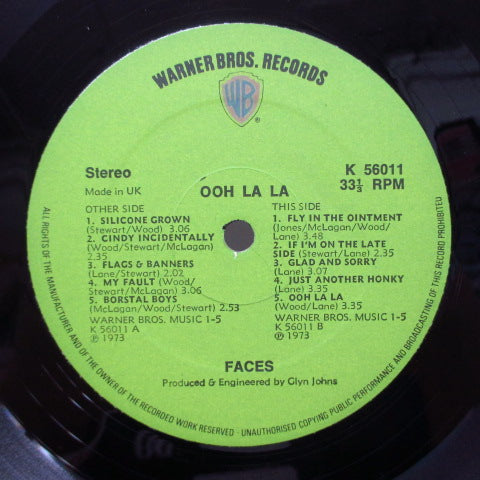 WARNER BROS. RECORDS
WB
®
Stereo
Made in UK
OOH LA LA
K 56011
33⅓ RPM
OTHER SIDE
1. SILICONE GROWN
(Stewart/Wood) 3.06
2. CINDY INCIDENTALLY
(McLagan/Wood/Stewart)
2.35
3. FLAGS & BANNERS
(Lane/Stewart) 2.02
4. MY FAULT (Wood/
Stewart/McLagan) 3.06
5. BORSTAL BOYS
(McLagan/Wood/Stewart) 2.53
WARNER BROS. MUSIC 1-5
K 56011 A
℗ 1973
THIS SIDE
1. FLY IN THE OINTMENT
(Jones/McLagan/Wood/
Lane) 3.48
2. IF I'M ON THE LATE
SIDE (Stewart/Lane) 2.35
3. GLAD AND SORRY
(Lane) 3.07
4. JUST ANOTHER HONKY
(Lane) 3.35
5. OOH LA LA
(Wood/Lane) 3.35
WARNER BROS. MUSIC 1-5
K 56011 B
℗ 1973
FACES
Produced & Engineered by Glyn Johns
ALL RIGHTS OF THE MANUFACTURER AND OF THE OWNER OF THE RECORDED WORK RESERVED - UNAUTHORISED COPYING PUBLIC PERFORMANCE AND BROADCASTING OF THIS RECORD PROHIBITED